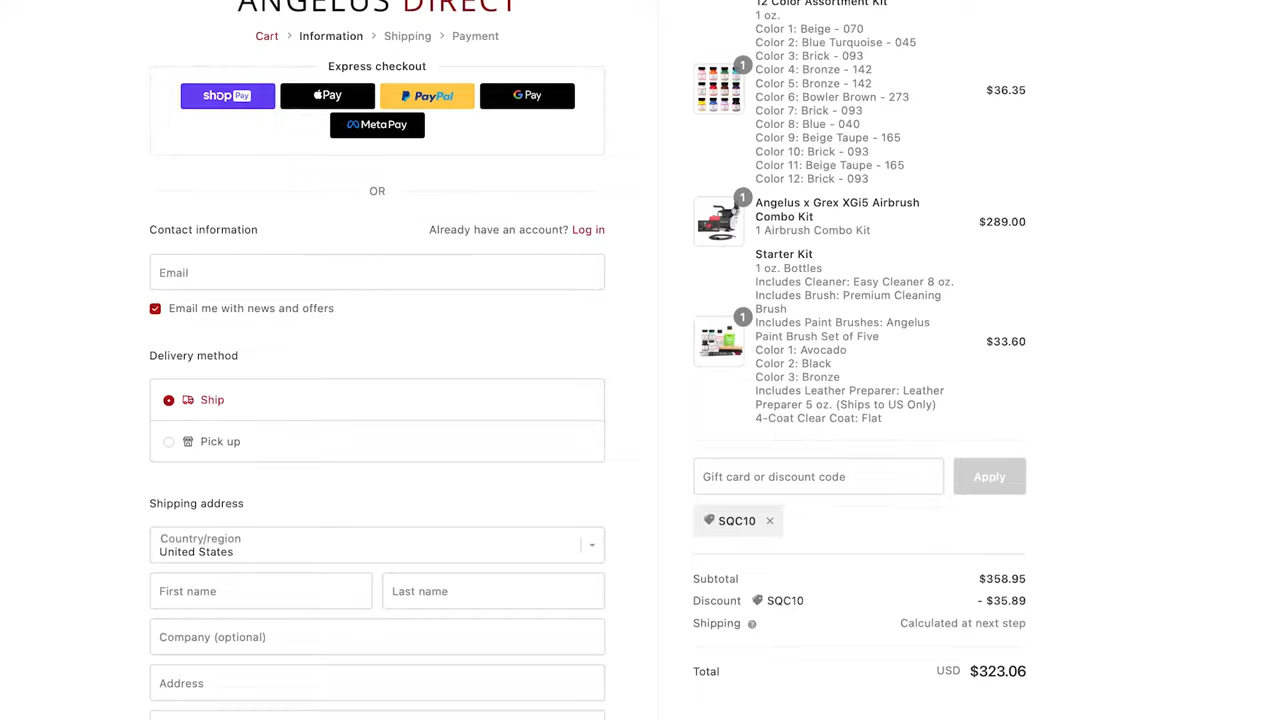 ANGELUS DIRECT
Cart > Information > Shipping > Payment
Express checkout
shop Pay
Pay
PayPal
G Pay
Meta Pay
OR
Contact information
Already have an account? Log in
Email
Email me with news and offers
Delivery method
Ship
Pick up
Shipping address
Country/region
United States
First name
Last name
Company (optional)
Address
12 Color Assortment Kit
1 oz.
Color 1: Beige - 070
Color 2: Blue Turquoise - 045
Color 3: Brick - 093
Color 4: Bronze - 142
Color 5: Bronze - 142
Color 6: Bowler Brown - 273
Color 7: Brick - 093
Color 8: Blue - 040
Color 9: Beige Taupe - 165
Color 10: Brick - 093
Color 11: Beige Taupe - 165
Color 12: Brick - 093
1
$36.35
Angelus x Grex XGi5 Airbrush
Combo Kit
1 Airbrush Combo Kit
1
$289.00
Starter Kit
1 oz. Bottles
Includes Cleaner: Easy Cleaner 8 oz.
Includes Brush: Premium Cleaning
Brush
Includes Paint Brushes: Angelus
Paint Brush Set of Five
Color 1: Avocado
Color 2: Black
Color 3: Bronze
Includes Leather Preparer: Leather
Preparer 5 oz. (Ships to US Only)
4-Coat Clear Coat: Flat
1
$33.60
Gift card or discount code
Apply
SQC10
Subtotal $358.95
Discount SQC10 - $35.89
Shipping Calculated at next step
Total USD $323.06